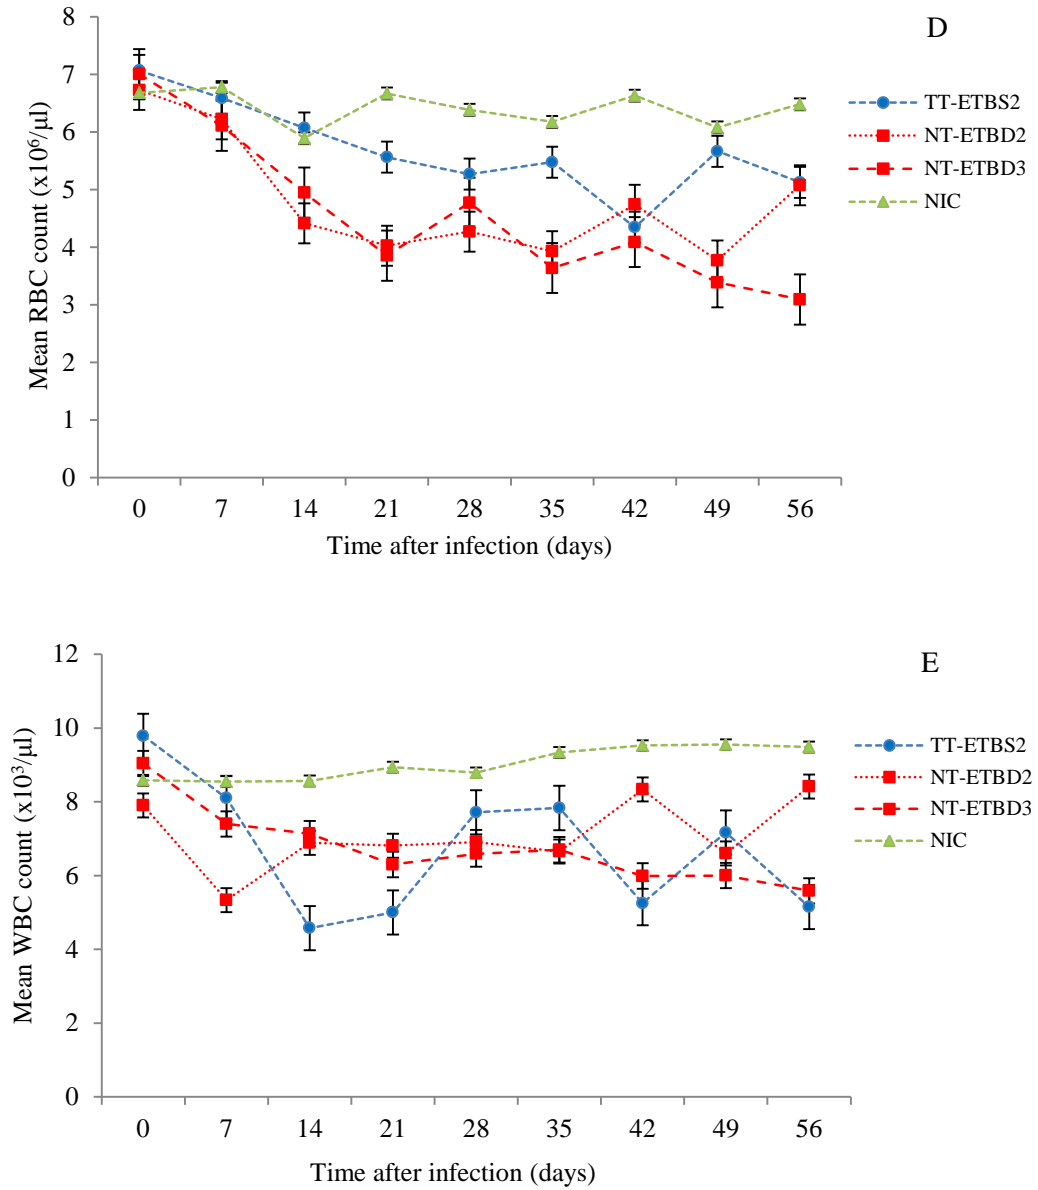 D
8
7
6
5
4
3
2
1
0
Mean RBC count (x10⁶/µl)
0 7 14 21 28 35 42 49 56
Time after infection (days)
TT-ETBS2
NT-ETBD2
NT-ETBD3
NIC
E
12
10
8
6
4
2
0
Mean WBC count (x10³/µl)
0 7 14 21 28 35 42 49 56
Time after infection (days)
TT-ETBS2
NT-ETBD2
NT-ETBD3
NIC